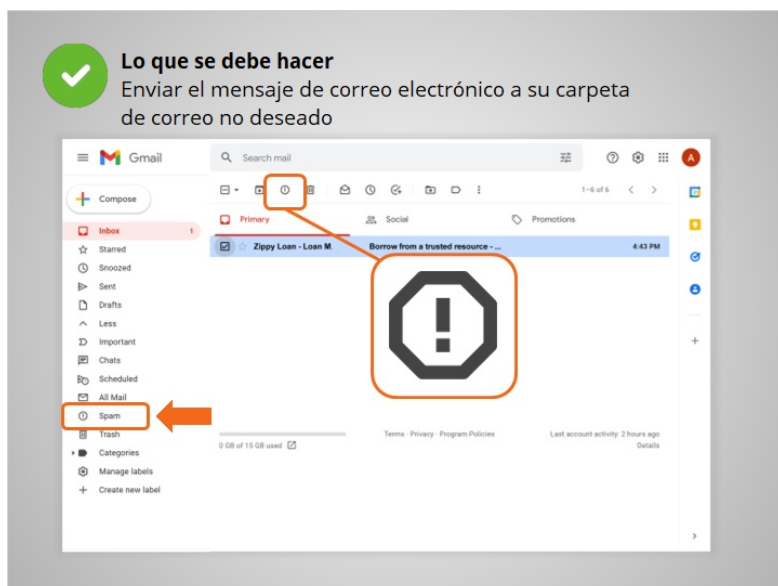 Lo que se debe hacer
Enviar el mensaje de correo electrónico a su carpeta
de correo no deseado
Gmail
Search mail
A
Compose
1–6 of 6
Primary
Social
Promotions
Inbox 1
Zippy Loan - Loan M.
Borrow from a trusted resource - ...
4:43 PM
Starred
Snoozed
Sent
Drafts
Less
Important
Chats
Scheduled
All Mail
Spam
Trash
Categories
Manage labels
Create new label
0 GB of 15 GB used
Terms · Privacy · Program Policies
Last account activity: 2 hours ago
Details